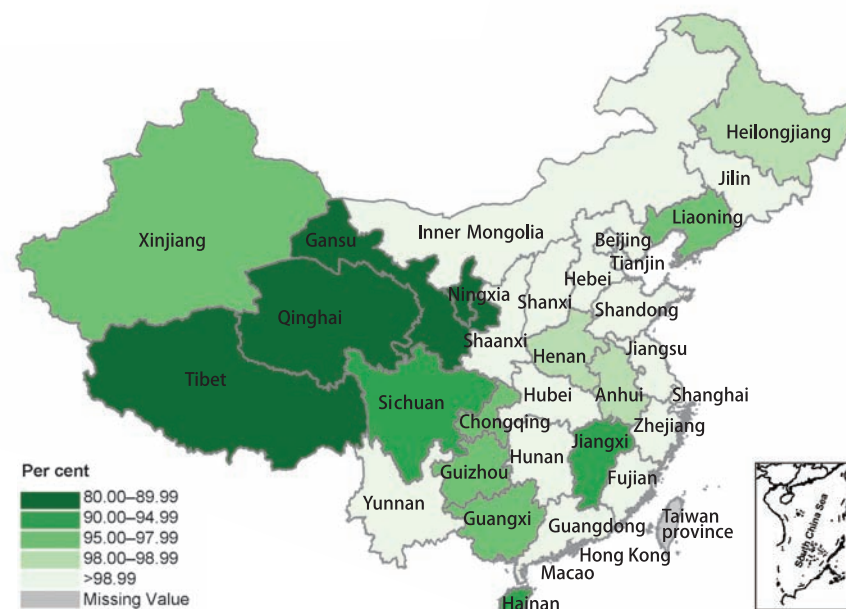 Heilongjiang
Jilin
Liaoning
Inner Mongolia
Xinjiang
Gansu
Beijing
Tianjin
Hebei
Ningxia
Shanxi
Shandong
Qinghai
Shaanxi
Henan
Jiangsu
Tibet
Sichuan
Hubei
Anhui
Shanghai
Chongqing
Zhejiang
Jiangxi
Hunan
Guizhou
Fujian
Yunnan
Guangxi
Guangdong
Taiwan
province
Hong Kong
Macao
Hainan
South China Sea
Per cent
80.00–89.99
90.00–94.99
95.00–97.99
98.00–98.99
>98.99
Missing Value